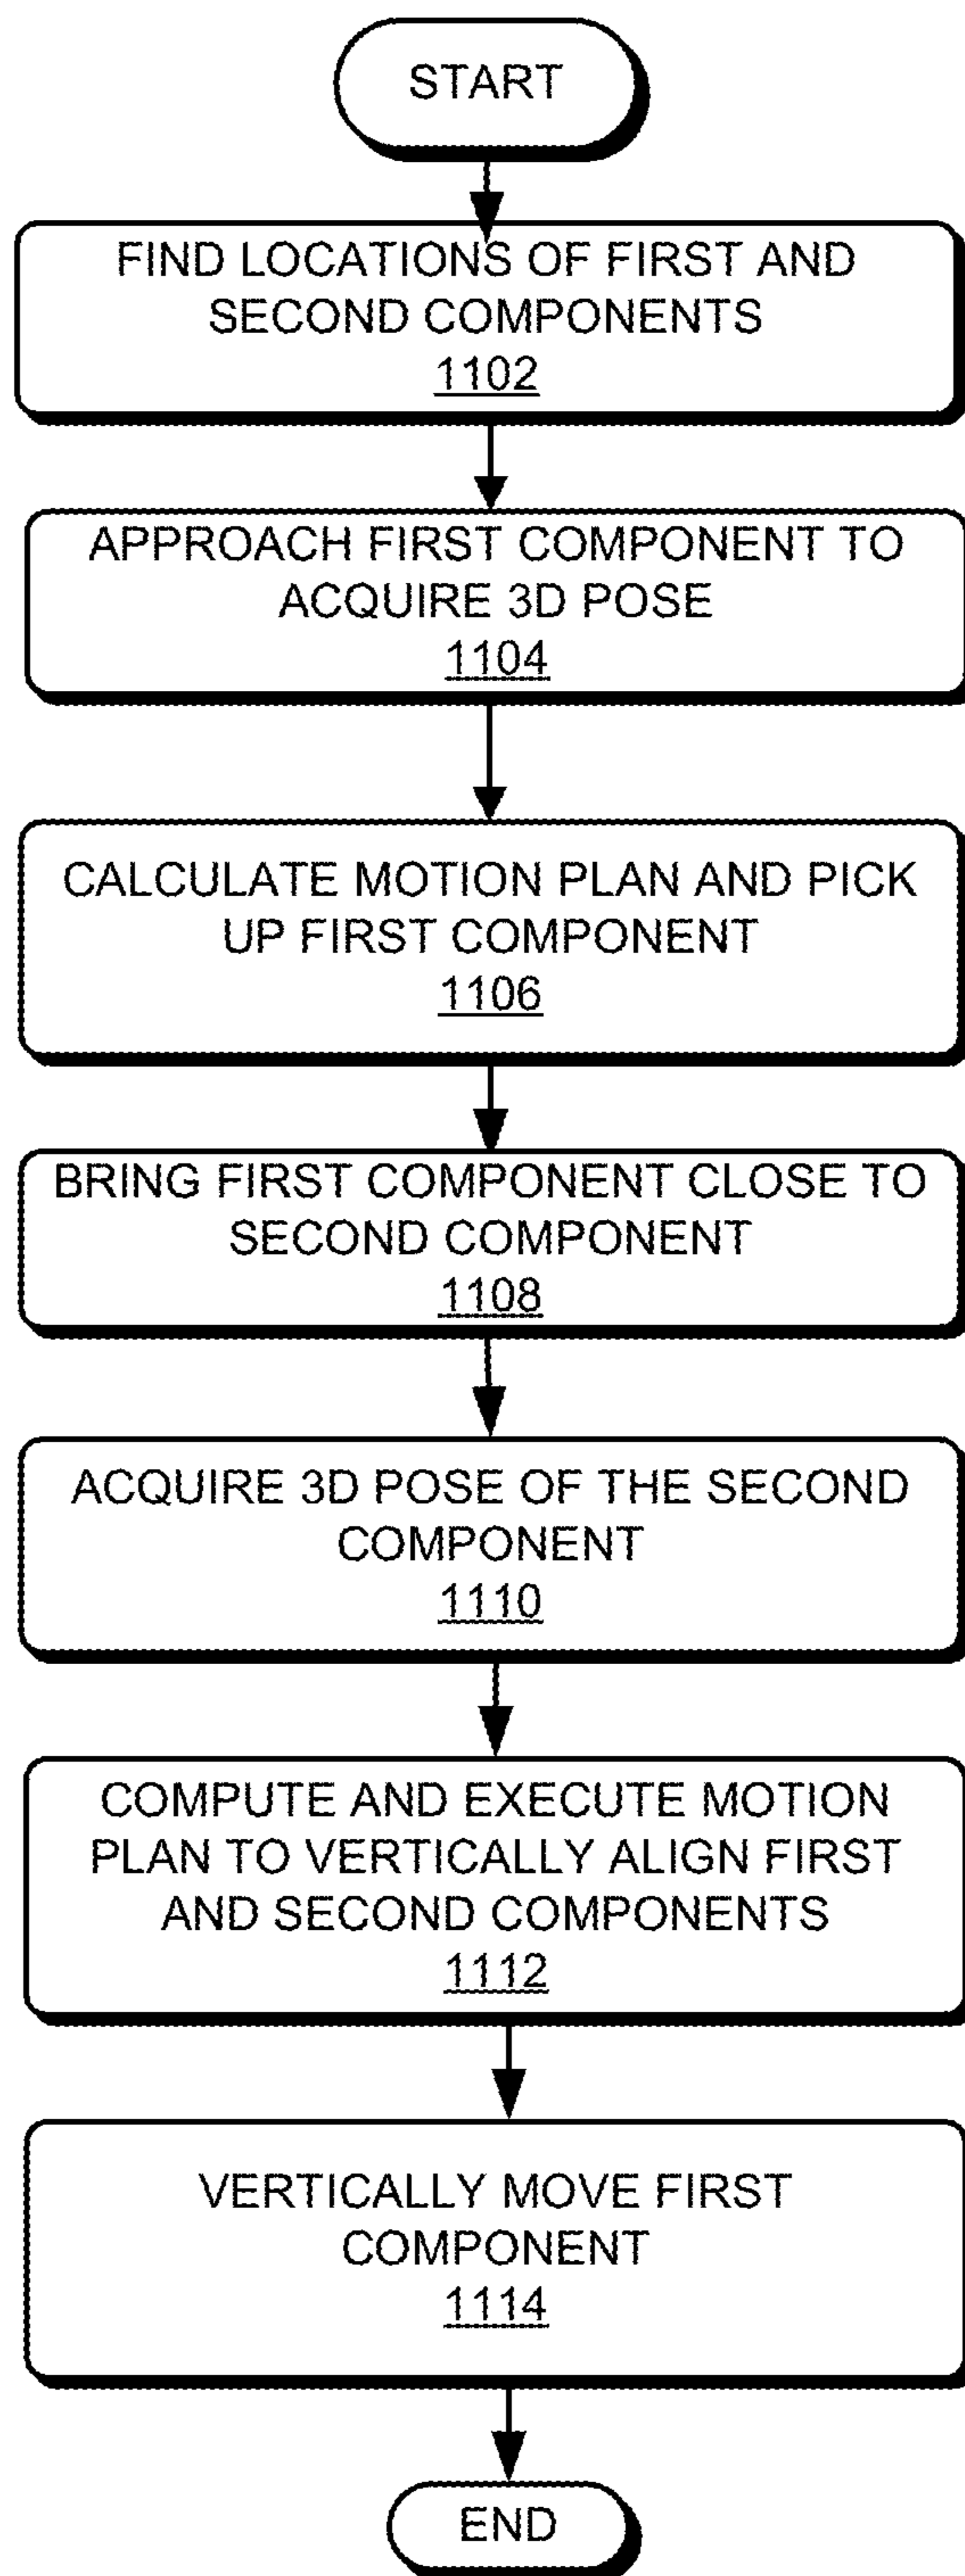 START
FIND LOCATIONS OF FIRST AND
SECOND COMPONENTS
1102
APPROACH FIRST COMPONENT TO
ACQUIRE 3D POSE
1104
CALCULATE MOTION PLAN AND PICK
UP FIRST COMPONENT
1106
BRING FIRST COMPONENT CLOSE TO
SECOND COMPONENT
1108
ACQUIRE 3D POSE OF THE SECOND
COMPONENT
1110
COMPUTE AND EXECUTE MOTION
PLAN TO VERTICALLY ALIGN FIRST
AND SECOND COMPONENTS
1112
VERTICALLY MOVE FIRST
COMPONENT
1114
END